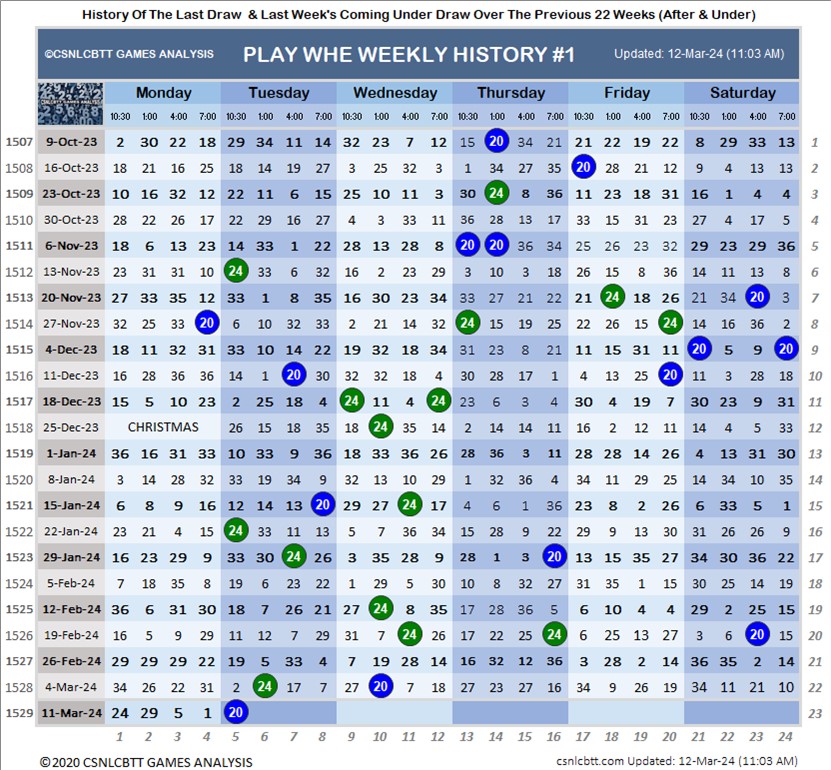 History Of The Last Draw & Last Week's Coming Under Draw Over The Previous 22 Weeks (After & Under)
©CSNLCBTT GAMES ANALYSIS PLAY WHE WEEKLY HISTORY #1 Updated: 12-Mar-24 (11:03 AM)
CSNLCBTT GAMES ANALYSIS Monday Tuesday Wednesday Thursday Friday Saturday
10:30 1:00 4:00 7:00 10:30 1:00 4:00 7:00 10:30 1:00 4:00 7:00 10:30 1:00 4:00 7:00 10:30 1:00 4:00 7:00 10:30 1:00 4:00 7:00
1507 9-Oct-23 2 30 22 18 29 34 11 14 32 23 7 12 15 20 34 21 21 22 19 22 8 29 33 13 1
1508 16-Oct-23 18 21 16 25 18 14 19 27 3 25 32 3 1 34 27 35 20 28 21 12 9 4 13 13 2
1509 23-Oct-23 10 16 32 12 22 11 6 15 25 10 11 3 30 24 8 36 11 23 18 31 16 1 4 4 3
1510 30-Oct-23 28 22 26 17 22 29 16 27 4 3 33 11 36 28 13 17 33 15 31 23 27 4 17 5 4
1511 6-Nov-23 18 6 13 23 14 33 1 22 28 13 28 8 20 20 36 34 25 26 23 32 29 23 29 36 5
1512 13-Nov-23 23 31 31 10 24 33 6 32 16 2 23 29 3 10 3 18 26 15 8 36 14 11 13 8 6
1513 20-Nov-23 27 33 35 12 33 1 8 35 16 30 23 34 33 27 21 22 21 24 18 26 21 34 20 3 7
1514 27-Nov-23 32 25 33 20 6 10 32 33 2 21 14 32 24 15 19 25 22 26 15 24 14 16 36 2 8
1515 4-Dec-23 18 11 32 31 33 10 14 22 19 32 18 34 31 23 8 21 11 15 31 11 20 5 9 20 9
1516 11-Dec-23 16 28 36 36 14 1 20 30 32 32 8 4 30 28 17 1 4 13 25 20 11 28 18 10
1517 18-Dec-23 15 5 10 23 2 25 18 4 24 11 4 24 23 6 3 4 30 4 19 7 30 23 9 31 11
1518 25-Dec-23 CHRISTMAS 26 15 18 35 18 24 35 14 2 14 14 11 16 2 12 11 14 4 5 33 12
1519 1-Jan-24 36 16 31 33 10 33 9 36 18 33 36 26 28 36 3 11 28 28 14 26 4 13 31 30 13
1520 8-Jan-24 3 14 28 32 33 19 34 29 32 13 10 29 1 32 36 4 34 11 29 25 14 34 10 35 14
1521 15-Jan-24 6 8 9 16 12 14 13 20 29 27 24 17 4 6 1 36 23 8 2 26 6 33 5 1 15
1522 22-Jan-24 23 21 4 15 24 33 11 13 5 7 36 34 15 28 9 22 29 9 13 30 31 26 26 9 16
1523 29-Jan-24 16 23 29 9 33 30 24 26 3 35 28 9 28 1 3 20 13 15 35 27 34 30 36 22 17
1524 5-Feb-24 7 18 35 8 19 6 23 22 1 29 5 30 10 8 32 27 31 35 1 15 30 25 14 19 18
1525 12-Feb-24 36 6 31 30 18 7 26 21 27 24 8 35 17 28 36 5 6 10 4 4 29 2 25 15 19
1526 19-Feb-24 16 5 9 29 11 12 7 29 31 7 24 26 17 22 25 24 6 25 13 27 3 6 20 15 20
1527 26-Feb-24 29 29 29 22 19 5 33 4 7 19 28 14 16 32 12 36 3 28 2 14 36 35 2 14 21
1528 4-Mar-24 34 26 22 31 2 24 17 7 27 20 7 18 27 23 27 16 34 9 26 19 34 11 21 10 22
1529 11-Mar-24 24 29 5 1 20 23
1 2 3 4 5 6 7 8 9 10 11 12 13 14 15 16 17 18 19 20 21 22 23 24
©2020 CSNLCBTT GAMES ANALYSIS csnlcbtt.com Updated: 12-Mar-24 (11:03 AM)